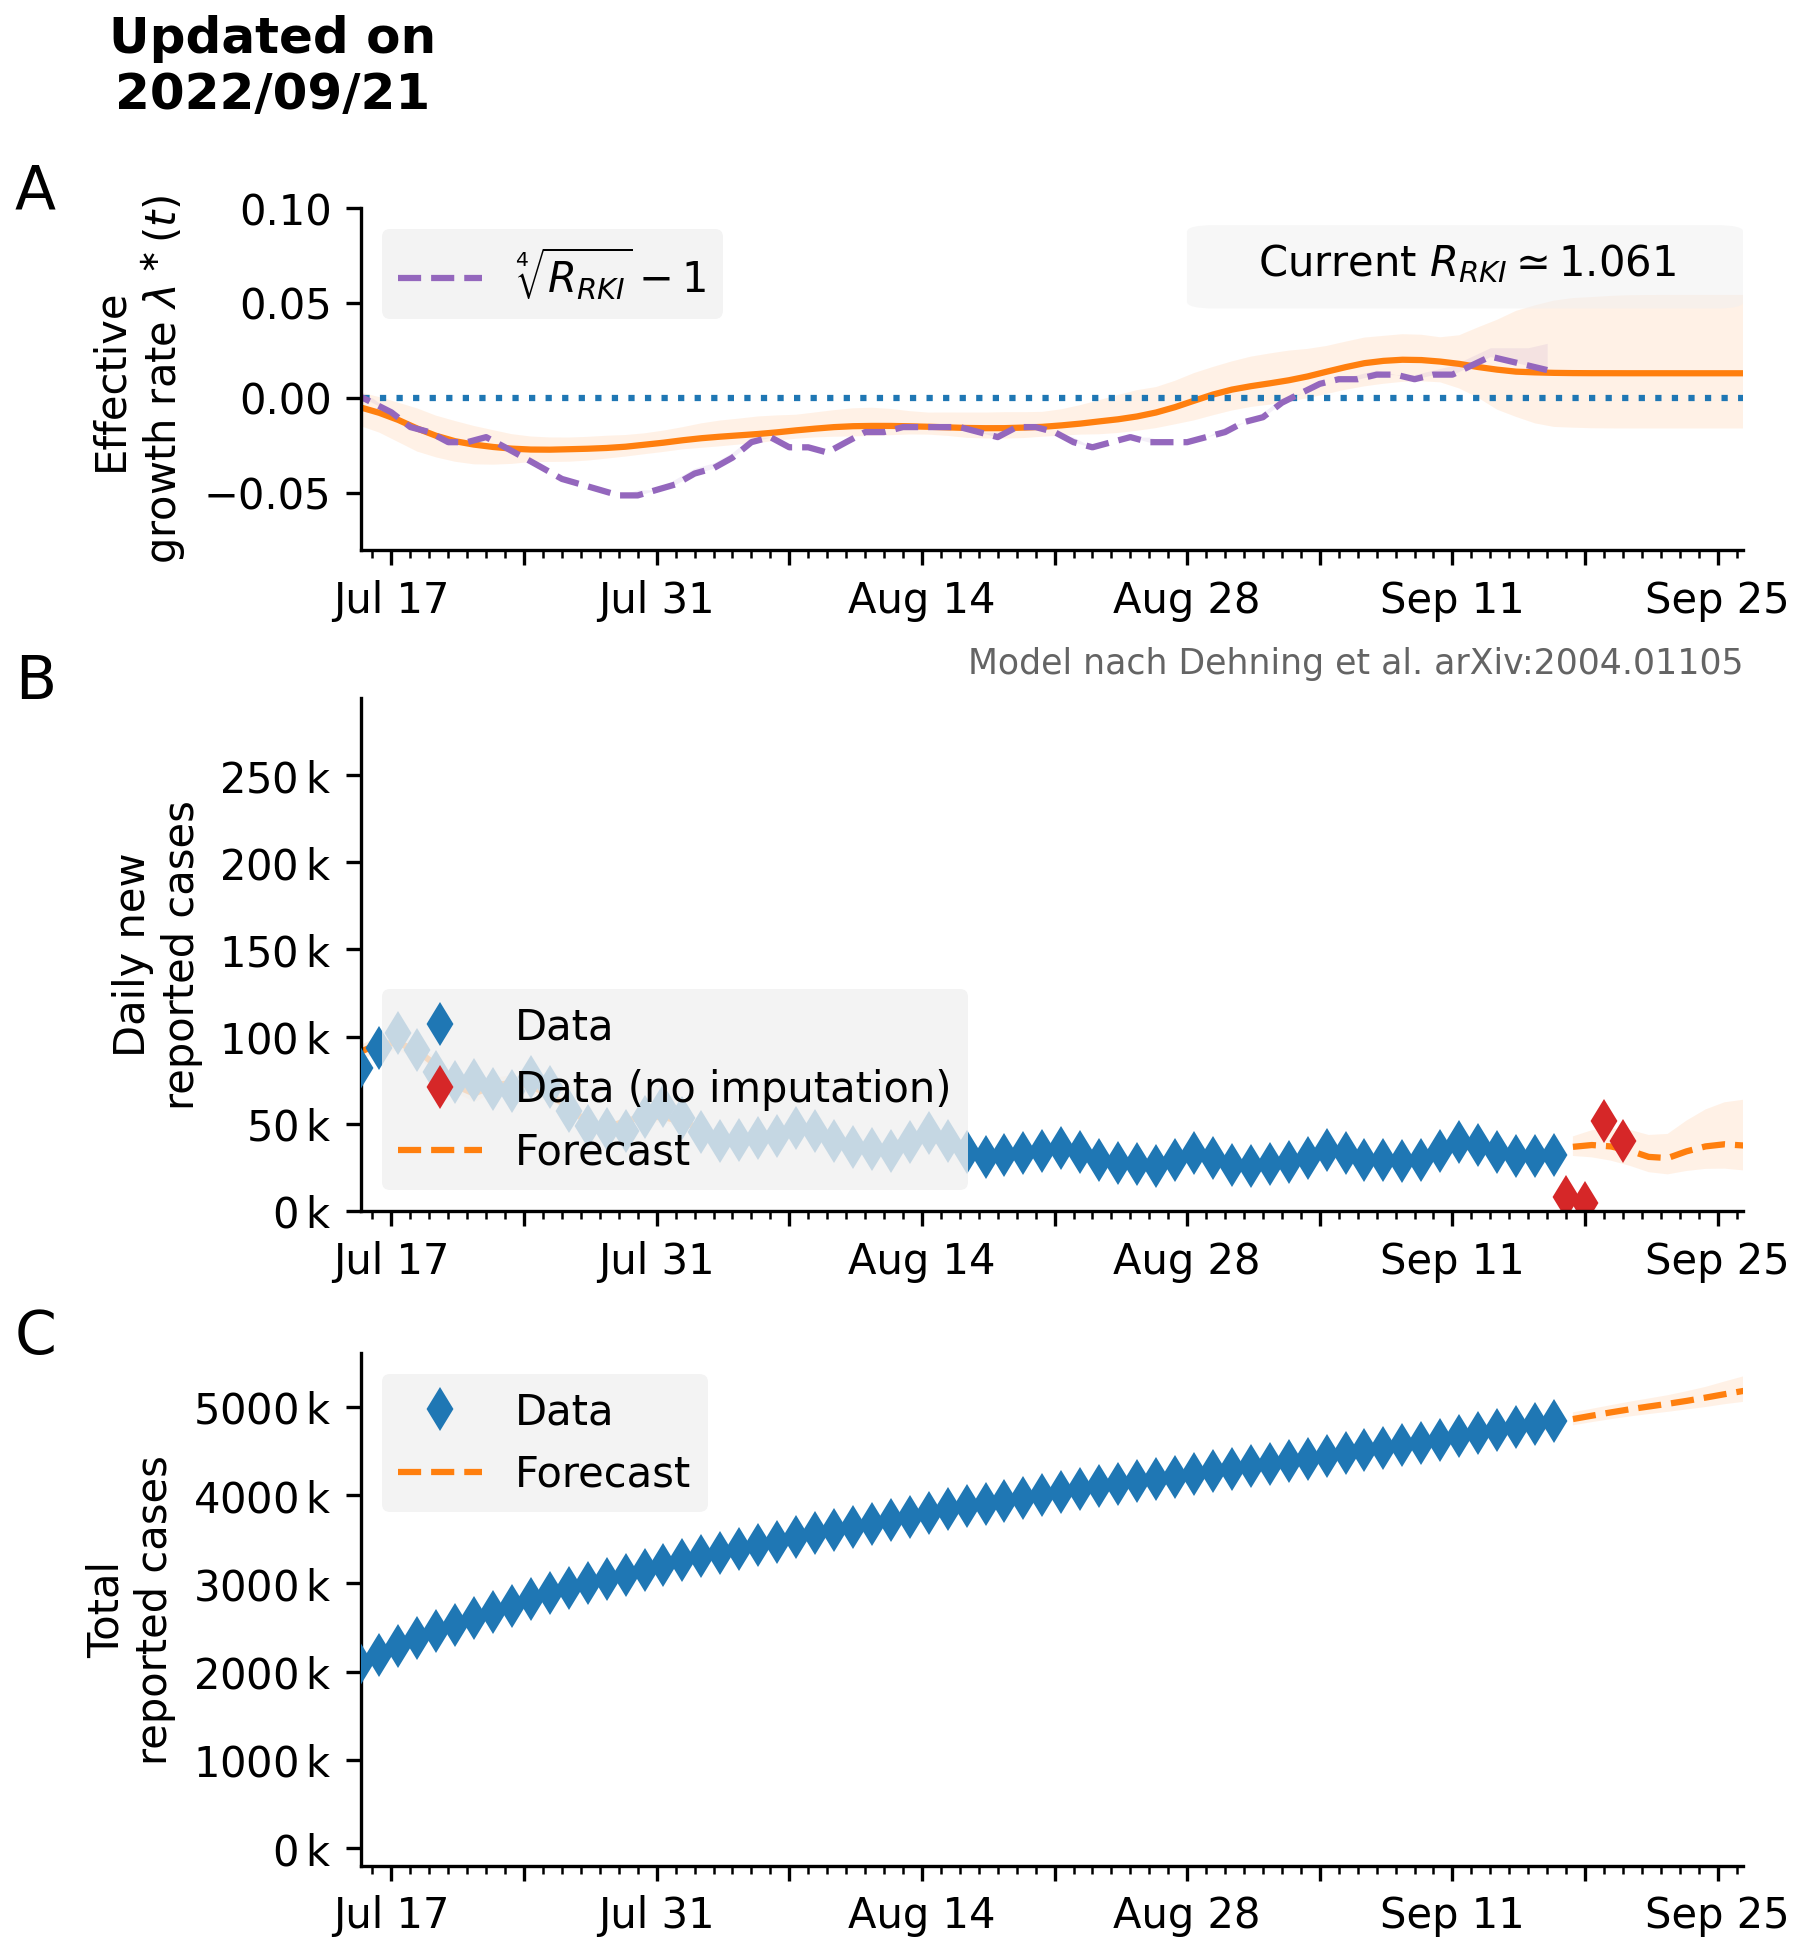 Updated on
2022/09/21
A
Effective
growth rate λ * (t)
0.10
0.05
0.00
−0.05
∜R_RKI − 1
Current R_RKI ≃ 1.061
Jul 17 Jul 31 Aug 14 Aug 28 Sep 11 Sep 25
Model nach Dehning et al. arXiv:2004.01105
B
Daily new
reported cases
250 k
200 k
150 k
100 k
50 k
0 k
Data
Data (no imputation)
Forecast
Jul 17 Jul 31 Aug 14 Aug 28 Sep 11 Sep 25
C
Total
reported cases
5000 k
4000 k
3000 k
2000 k
1000 k
0 k
Data
Forecast
Jul 17 Jul 31 Aug 14 Aug 28 Sep 11 Sep 25